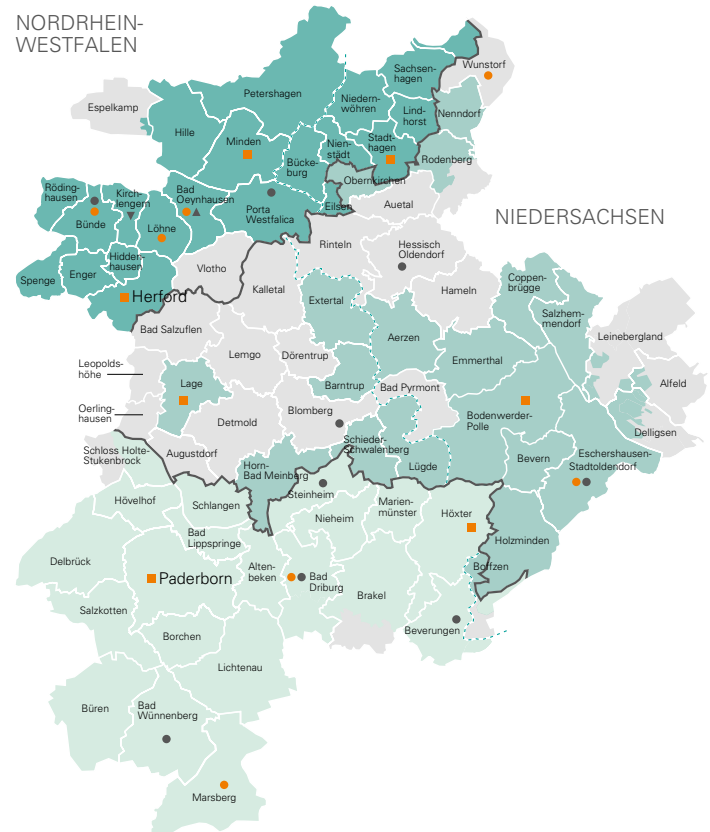 NORDRHEIN-
WESTFALEN
Wunstorf
Sachsen-
hagen
Petershagen
Niedern-
wöhren
Espelkamp
Lind-
horst
Nenndorf
Hille
Minden
Nien-
städt
Stadt-
hagen
Bücke-
burg
Rodenberg
Obernkirchen
Röding-
hausen
Kirch-
lengern
Bad
Oeynhausen
Eilsen
Auetal
Porta
Westfalica
Bünde
Löhne
NIEDERSACHSEN
Rinteln
Hessisch
Oldendorf
Hidden-
hausen
Vlotho
Enger
Spenge
Kalletal
Hameln
Coppen-
brügge
Herford
Extertal
Salzhem-
mendorf
Bad Salzuflen
Aerzen
Leinebergland
Lemgo
Dörentrup
Emmerthal
Leopolds-
höhe
Lage
Barntrup
Bad Pyrmont
Alfeld
Oerling-
hausen
Blomberg
Detmold
Bodenwerder-
Polle
Delligsen
Schieder-
Schwalenberg
Schloss Holte-
Stukenbrock
Augustdorf
Horn-
Bad Meinberg
Lügde
Bevern
Eschershausen-
Stadtoldendorf
Steinheim
Hövelhof
Schlangen
Marien-
münster
Höxter
Nieheim
Bad
Lippspringe
Holzminden
Delbrück
Alten-
beken
Boffzen
Paderborn
Bad
Driburg
Brakel
Salzkotten
Beverungen
Borchen
Lichtenau
Büren
Bad
Wünnenberg
Marsberg